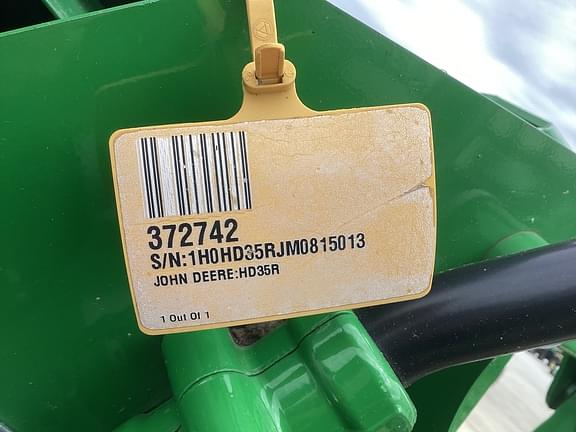 372742
S/N:1H0HD35RJM0815013
JOHN DEERE:HD35R
1 Out Of 1